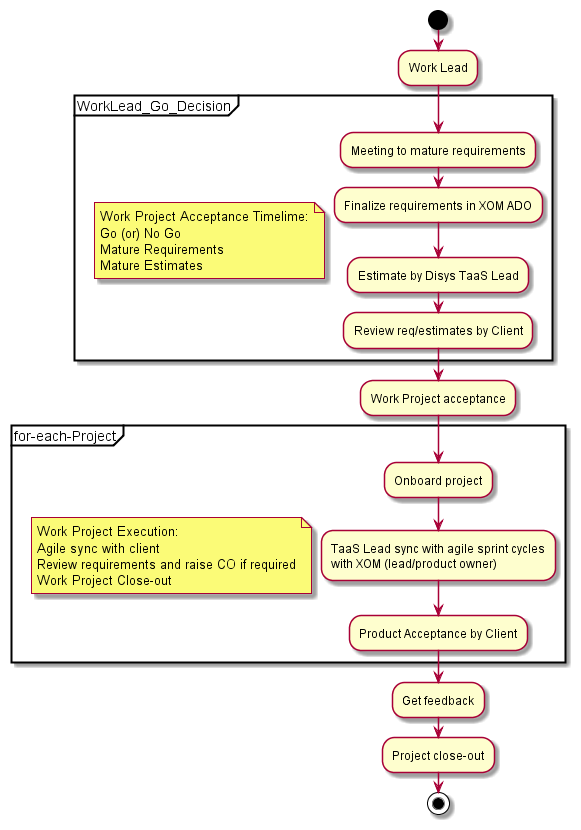 Work Lead
WorkLead_Go_Decision
Meeting to mature requirements
Finalize requirements in XOM ADO
Work Project Acceptance Timelime:
Go (or) No Go
Mature Requirements
Mature Estimates
Estimate by Disys TaaS Lead
Review req/estimates by Client
Work Project acceptance
for-each-Project
Onboard project
Work Project Execution:
Agile sync with client
Review requirements and raise CO if required
Work Project Close-out
TaaS Lead sync with agile sprint cycles
with XOM (lead/product owner)
Product Acceptance by Client
Get feedback
Project close-out